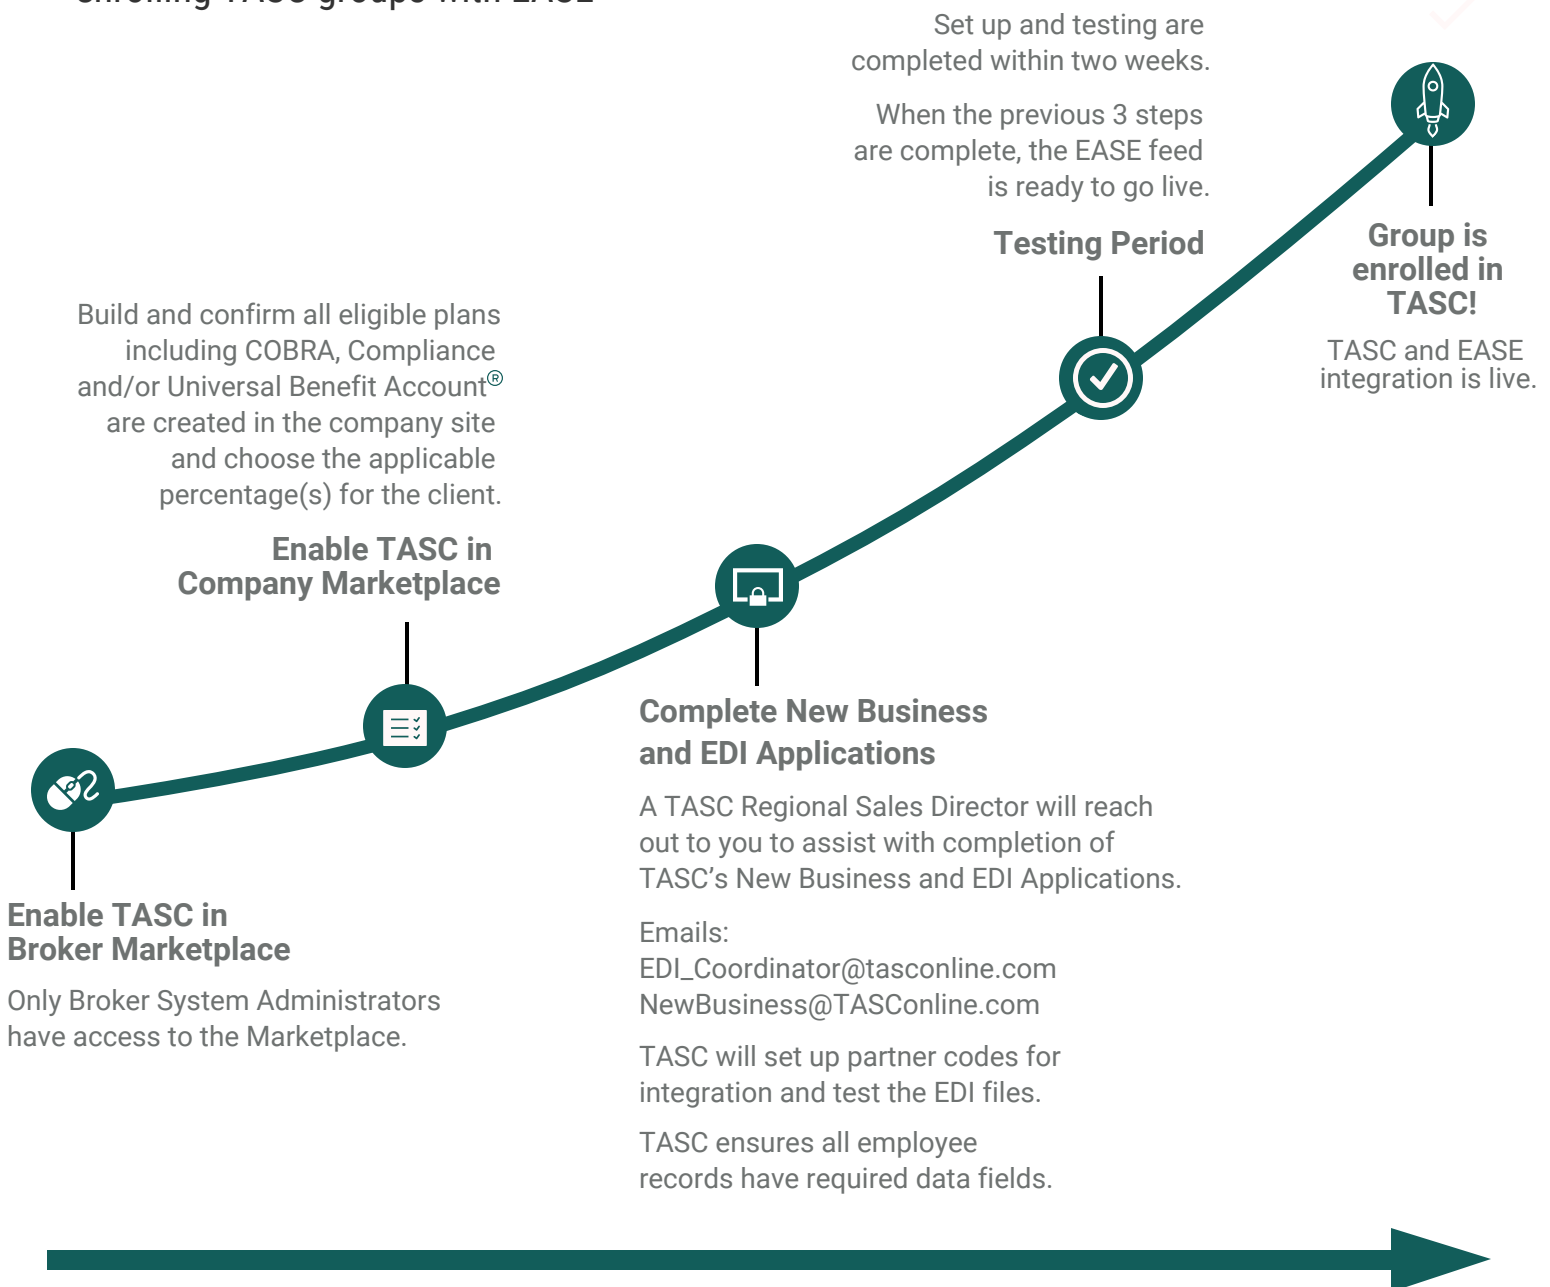 enrolling TASC groups with EASE
Set up and testing are
completed within two weeks.
When the previous 3 steps
are complete, the EASE feed
is ready to go live.
Testing Period
Group is
enrolled in
TASC!
TASC and EASE
integration is live.
Build and confirm all eligible plans
including COBRA, Compliance
and/or Universal Benefit Account®
are created in the company site
and choose the applicable
percentage(s) for the client.
Enable TASC in
Company Marketplace
Complete New Business
and EDI Applications
A TASC Regional Sales Director will reach
out to you to assist with completion of
TASC’s New Business and EDI Applications.
Emails:
EDI_Coordinator@tasconline.com
NewBusiness@TASConline.com
TASC will set up partner codes for
integration and test the EDI files.
TASC ensures all employee
records have required data fields.
Enable TASC in
Broker Marketplace
Only Broker System Administrators
have access to the Marketplace.